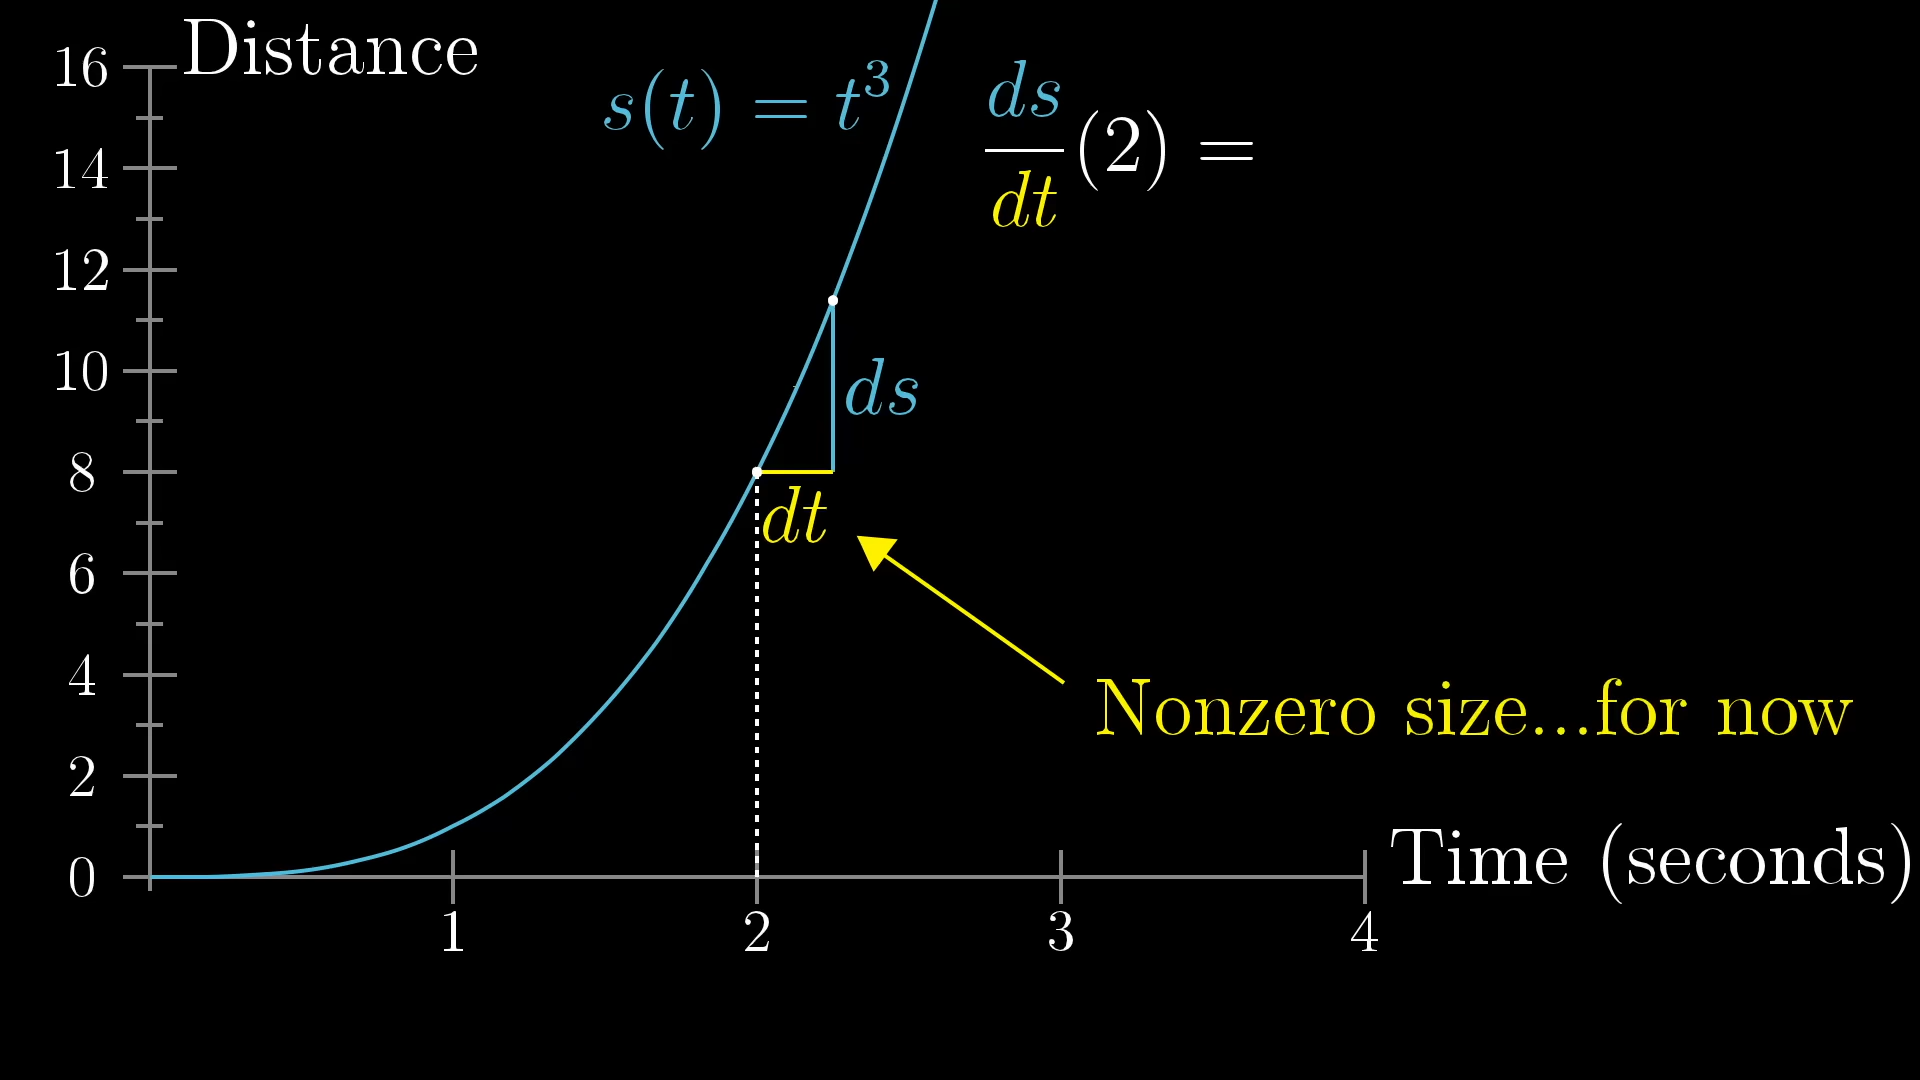 Distance
s(t) = t³
ds/dt (2) =
16
14
12
10
8
6
4
2
0
ds
dt
Nonzero size...for now
Time (seconds)
1 2 3 4